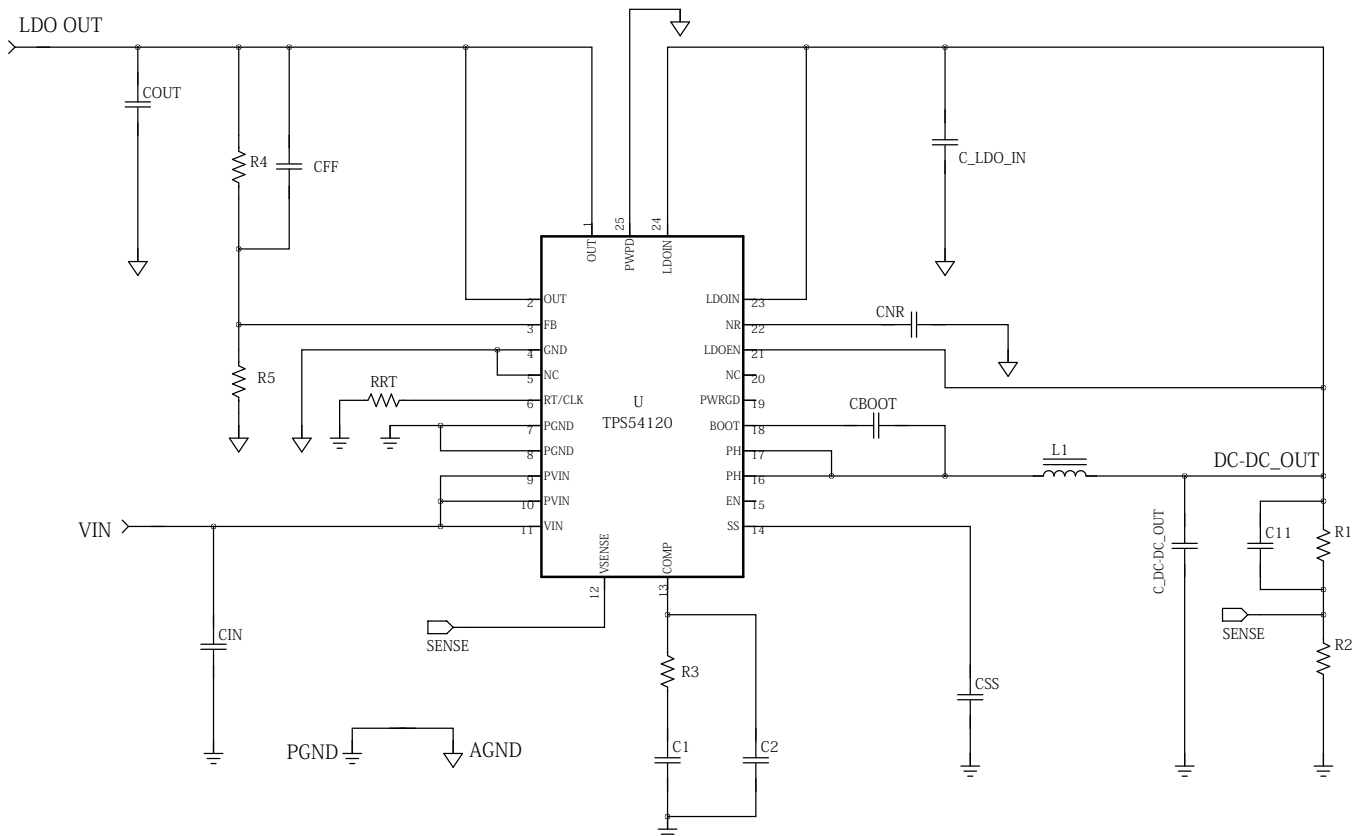 LDO OUT
COUT
R4
CFF
C_LDO_IN
1
25
24
OUT
PWPD
LDOIN
2
OUT
LDOIN
23
3
FB
NR
22
CNR
4
GND
LDOEN
21
R5
5
NC
NC
20
RRT
6
RT/CLK
U
TPS54120
PWRGD
19
CBOOT
7
PGND
BOOT
18
8
PGND
PH
17
L1
DC-DC_OUT
9
PVIN
PH
16
10
PVIN
EN
15
VIN
11
VIN
SS
14
VSENSE
COMP
12
13
C_DC-DC_OUT
C11
R1
CIN
SENSE
SENSE
R2
R3
CSS
PGND
AGND
C1
C2